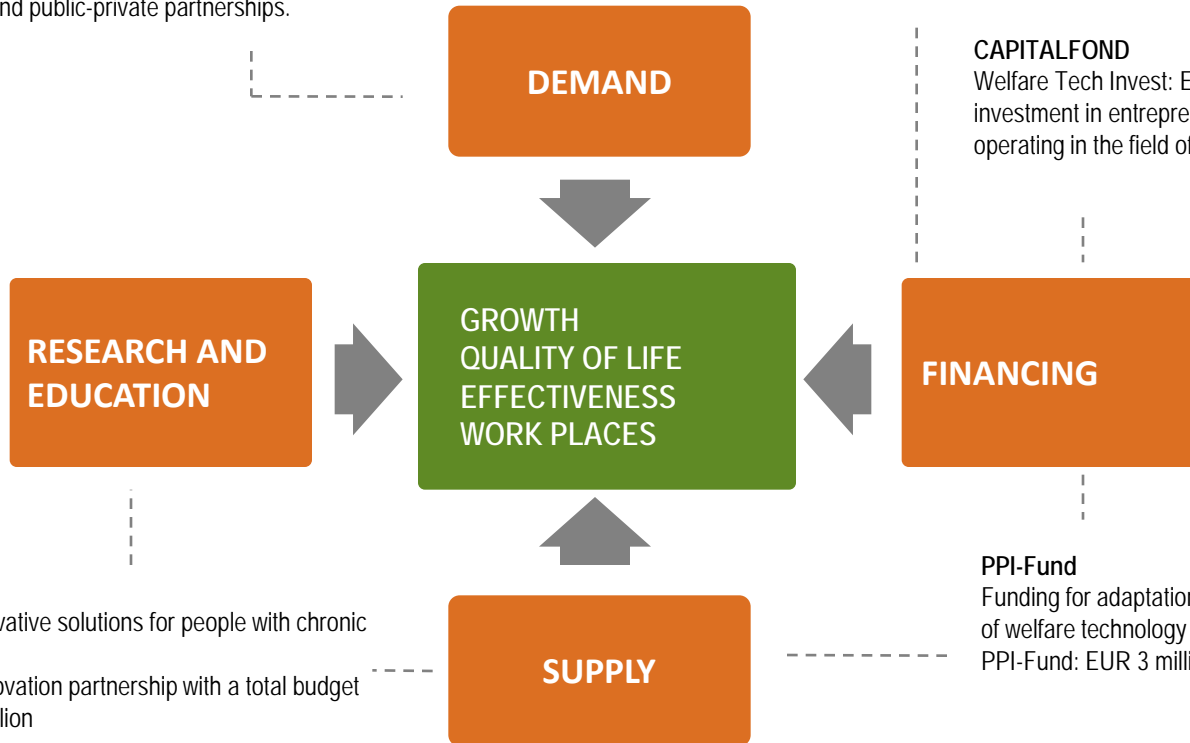 nd public-private partnerships.
DEMAND
CAPITALFOND
Welfare Tech Invest: E
investment in entrepre
operating in the field of
RESEARCH AND
EDUCATION
GROWTH
QUALITY OF LIFE
EFFECTIVENESS
WORK PLACES
FINANCING
vative solutions for people with chronic
ovation partnership with a total budget
lion
SUPPLY
PPI-Fund
Funding for adaptation
of welfare technology
PPI-Fund: EUR 3 milli